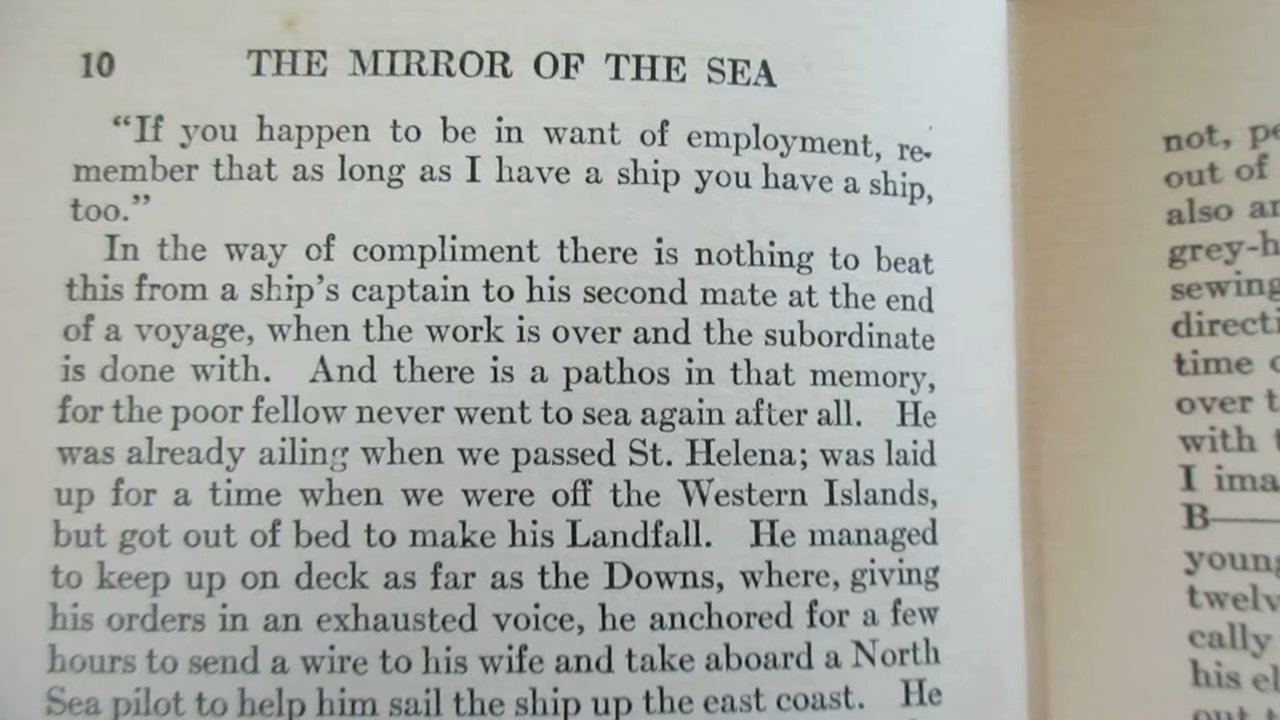 10 THE MIRROR OF THE SEA
“If you happen to be in want of employment, re-
member that as long as I have a ship you have a ship,
too.”
In the way of compliment there is nothing to beat
this from a ship’s captain to his second mate at the end
of a voyage, when the work is over and the subordinate
is done with. And there is a pathos in that memory,
for the poor fellow never went to sea again after all. He
was already ailing when we passed St. Helena; was laid
up for a time when we were off the Western Islands,
but got out of bed to make his Landfall. He managed
to keep up on deck as far as the Downs, where, giving
his orders in an exhausted voice, he anchored for a few
hours to send a wire to his wife and take aboard a North
Sea pilot to help him sail the ship up the east coast. He
not,
out of
also
sewing
time
over
with
I
B——
cally
his